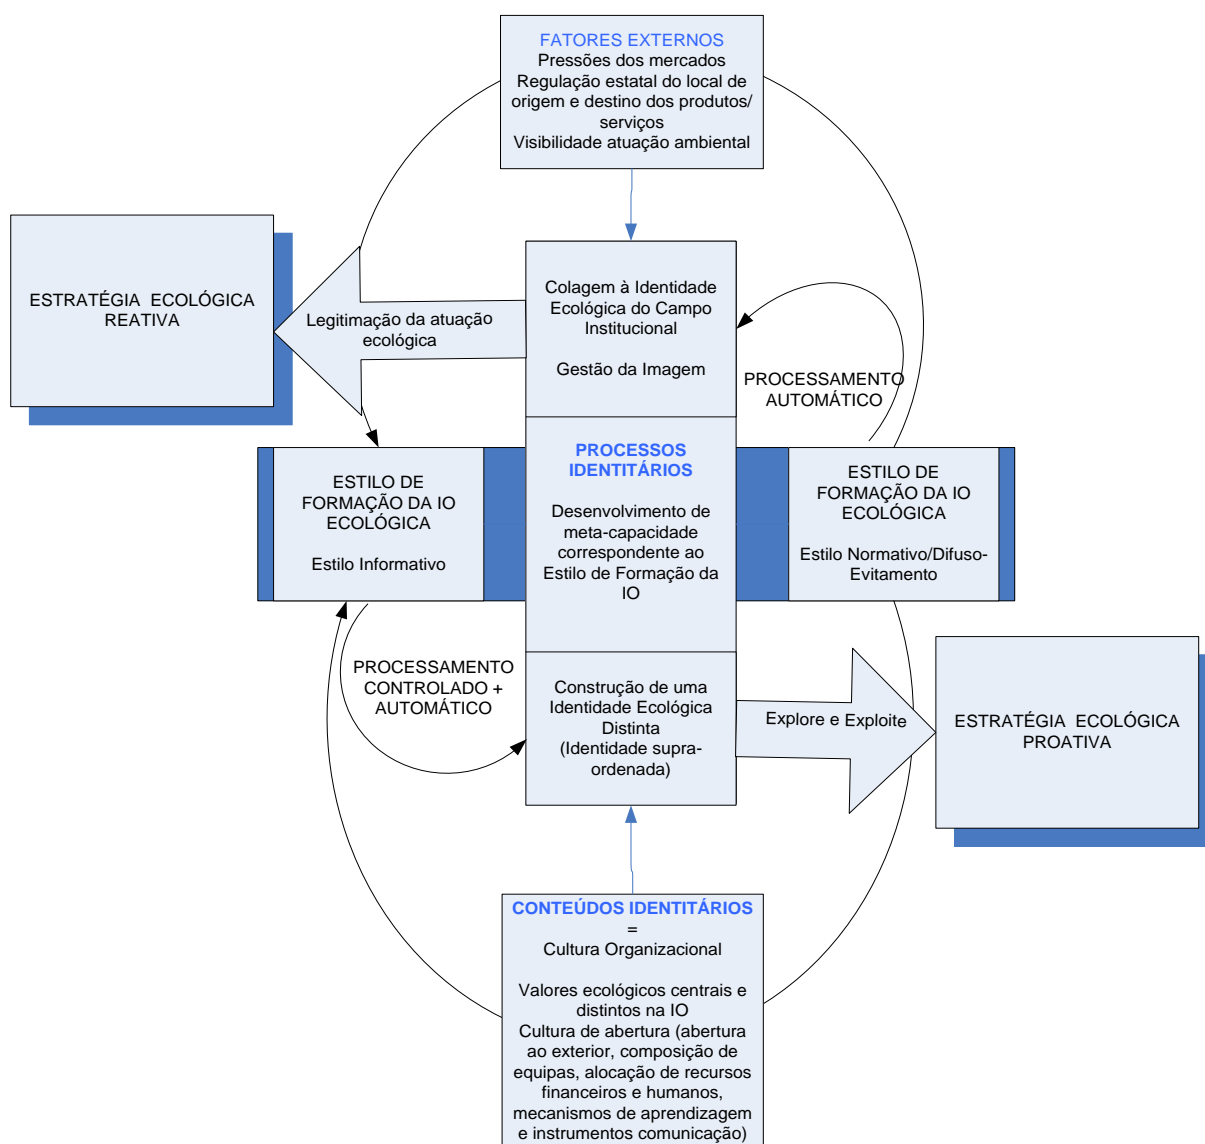 FATORES EXTERNOS
Pressões dos mercados
Regulação estatal do local de
origem e destino dos produtos/
serviços
Visibilidade atuação ambiental
ESTRATÉGIA ECOLÓGICA
REATIVA
Legitimação da atuação
ecológica
Colagem à Identidade
Ecológica do Campo
Institucional
Gestão da Imagem
PROCESSAMENTO
AUTOMÁTICO
ESTILO DE
FORMAÇÃO DA IO
ECOLÓGICA
Estilo Informativo
PROCESSOS
IDENTITÁRIOS
Desenvolvimento de
meta-capacidade
correspondente ao
Estilo de Formação da
IO
ESTILO DE
FORMAÇÃO DA IO
ECOLÓGICA
Estilo Normativo/Difuso-
Evitamento
PROCESSAMENTO
CONTROLADO +
AUTOMÁTICO
Construção de uma
Identidade Ecológica
Distinta
(Identidade supra-
ordenada)
Explore e Exploite
ESTRATÉGIA ECOLÓGICA
PROATIVA
CONTEÚDOS IDENTITÁRIOS
=
Cultura Organizacional
Valores ecológicos centrais e
distintos na IO
Cultura de abertura (abertura
ao exterior, composição de
equipas, alocação de recursos
financeiros e humanos,
mecanismos de aprendizagem
e instrumentos comunicação)